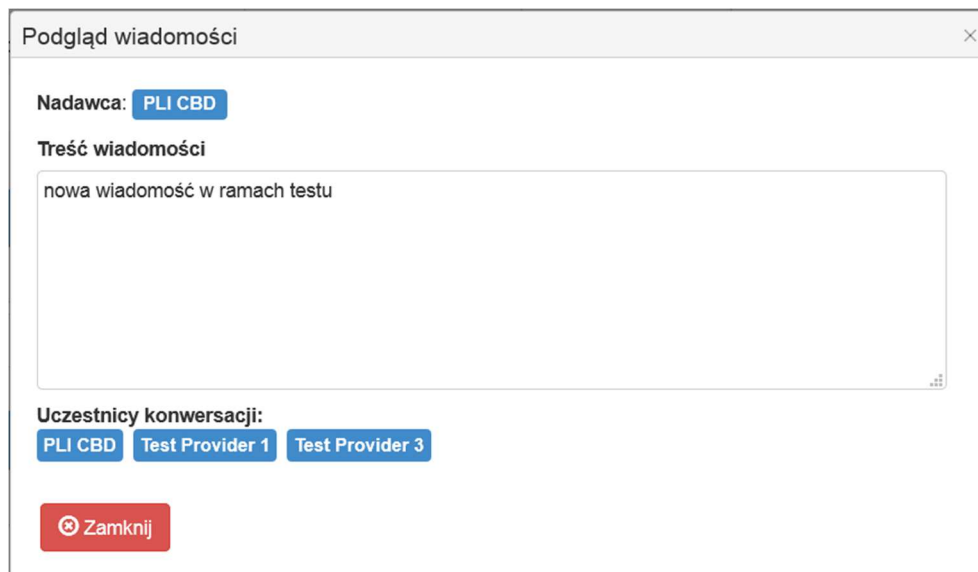 Podgląd wiadomości
Nadawca: PLI CBD
Treść wiadomości
nowa wiadomość w ramach testu
Uczestnicy konwersacji:
PLI CBD Test Provider 1 Test Provider 3
Zamknij